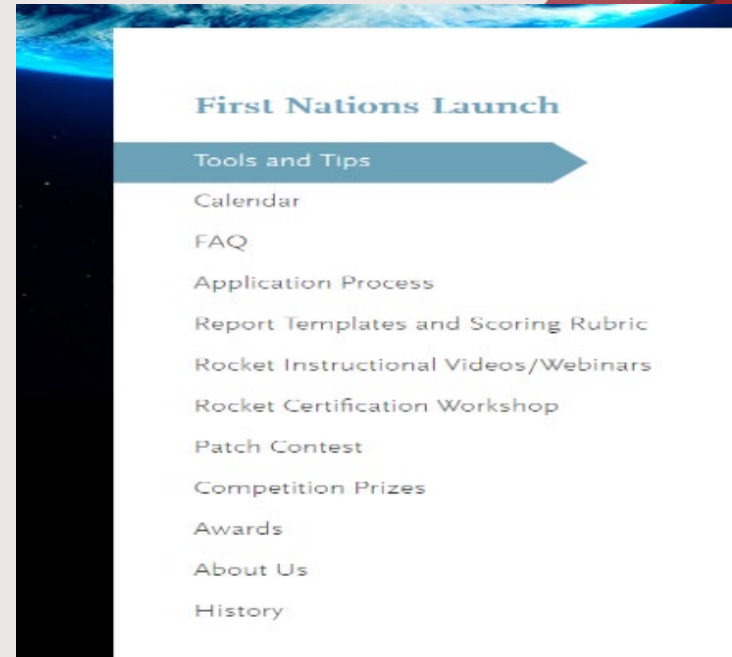 First Nations Launch
Tools and Tips
Calendar
FAQ
Application Process
Report Templates and Scoring Rubric
Rocket Instructional Videos/Webinars
Rocket Certification Workshop
Patch Contest
Competition Prizes
Awards
About Us
History